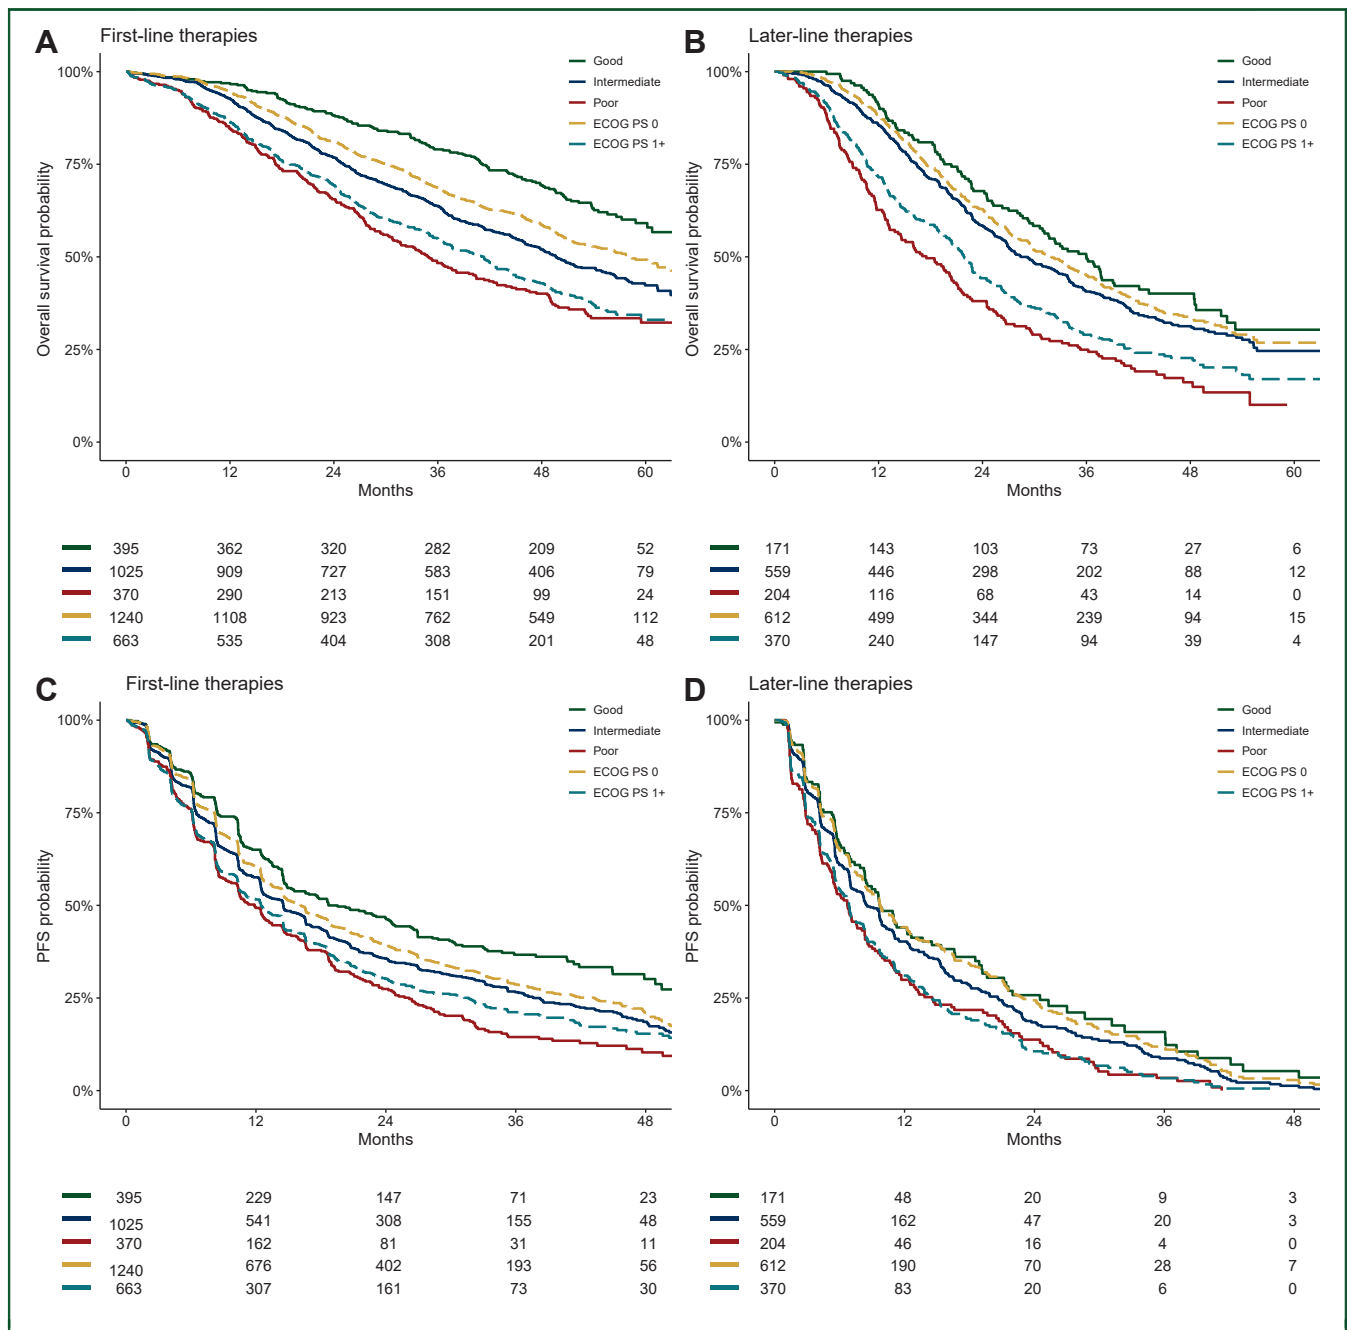 A First-line therapies
Good
Intermediate
Poor
ECOG PS 0
ECOG PS 1+
Overall survival probability
100%
75%
50%
25%
0%
0 12 24 36 48 60
Months
395 362 320 282 209 52
1025 909 727 583 406 79
370 290 213 151 99 24
1240 1108 923 762 549 112
663 535 404 308 201 48
B Later-line therapies
Good
Intermediate
Poor
ECOG PS 0
ECOG PS 1+
Overall survival probability
100%
75%
50%
25%
0%
0 12 24 36 48 60
Months
171 143 103 73 27 6
559 446 298 202 88 12
204 116 68 43 14 0
612 499 344 239 94 15
370 240 147 94 39 4
C First-line therapies
Good
Intermediate
Poor
ECOG PS 0
ECOG PS 1+
PFS probability
100%
75%
50%
25%
0%
0 12 24 36 48
Months
395 229 147 71 23
1025 541 308 155 48
370 162 81 31 11
1240 676 402 193 56
663 307 161 73 30
D Later-line therapies
Good
Intermediate
Poor
ECOG PS 0
ECOG PS 1+
PFS probability
100%
75%
50%
25%
0%
0 12 24 36 48
Months
171 48 20 9 3
559 162 47 20 3
204 46 16 4 0
612 190 70 28 7
370 83 20 6 0